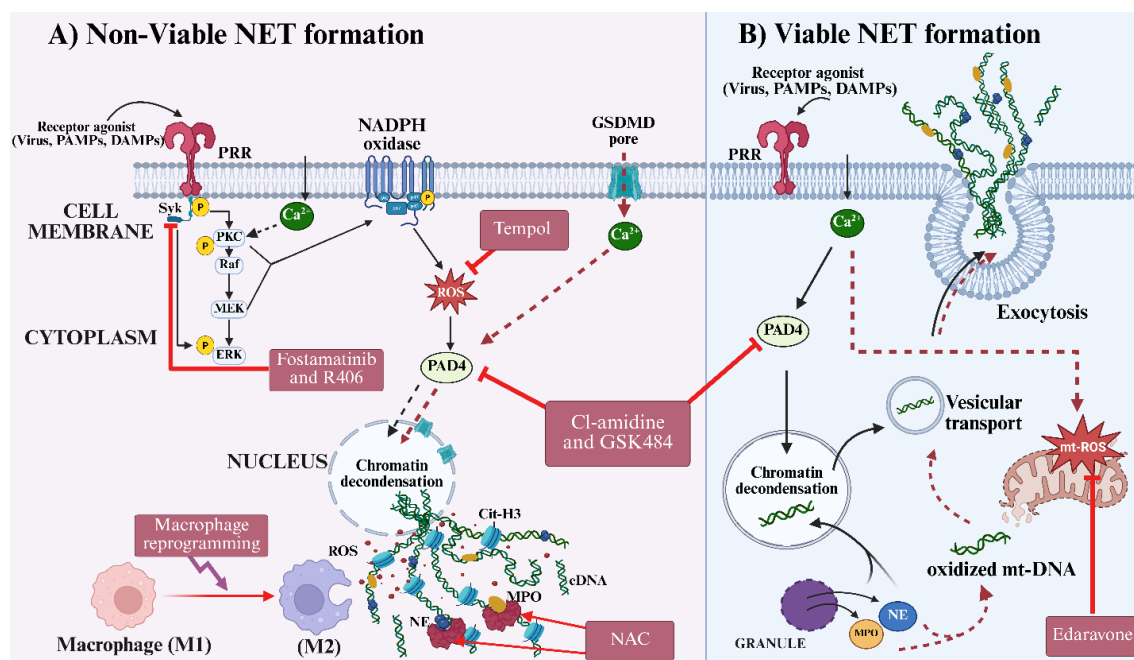 A) Non-Viable NET formation
Receptor agonist
(Virus, PAMPs, DAMPs)
PRR
NADPH
oxidase
GSDMD
pore
CELL
MEMBRANE
Syk
P
Ca²⁻
P
PKC
Raf
MEK
P
ERK
P
Tempol
Ca²⁺
ROS
CYTOPLASM
Fostamatinib
and R406
PAD4
Cl-amidine
and GSK484
NUCLEUS
Chromatin
decondensation
Macrophage
reprogramming
Cit-H3
ROS
cDNA
MPO
NE
NAC
Macrophage (M1)
(M2)
B) Viable NET formation
Receptor agonist
(Virus, PAMPs, DAMPs)
PRR
Exocytosis
PAD4
Vesicular
transport
mt-ROS
Chromatin
decondensation
oxidized mt-DNA
GRANULE
MPO
NE
Edaravone